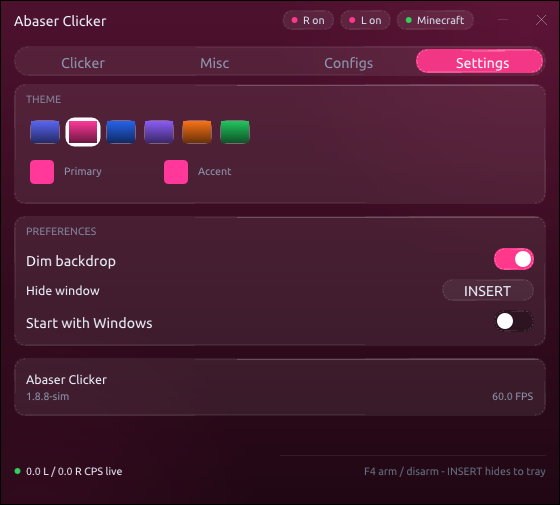 Abaser Clicker
R on
L on
Minecraft
Clicker
Misc
Configs
Settings
THEME
Primary
Accent
PREFERENCES
Dim backdrop
Hide window
INSERT
Start with Windows
Abaser Clicker
1.8.8-sim
60.0 FPS
0.0 L / 0.0 R CPS live
F4 arm / disarm - INSERT hides to tray